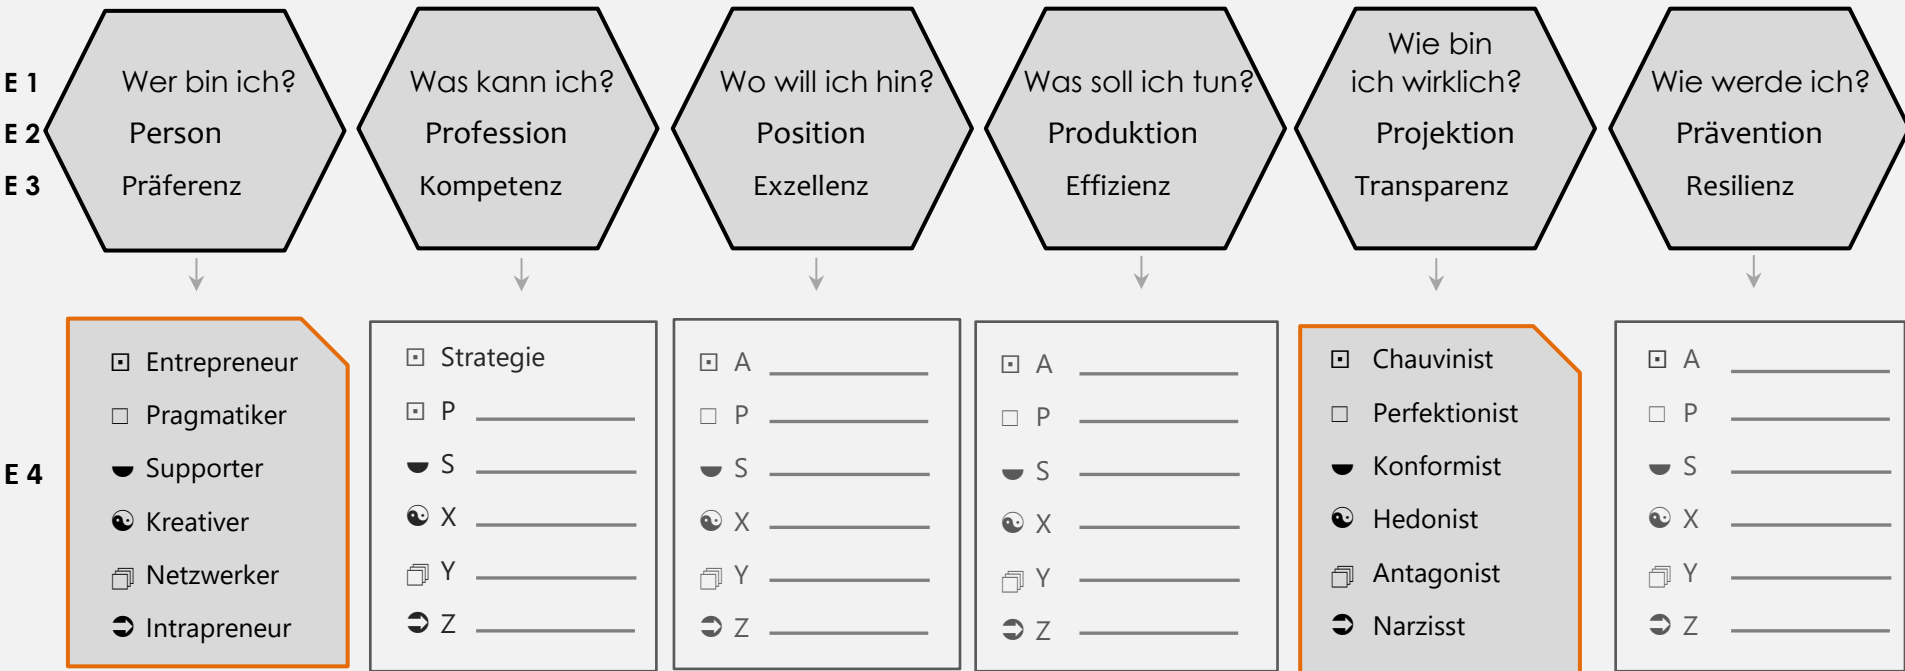 E 1
E 2
E 3
Wer bin ich?
Person
Präferenz
Was kann ich?
Profession
Kompetenz
Wo will ich hin?
Position
Exzellenz
Was soll ich tun?
Produktion
Effizienz
Wie bin
ich wirklich?
Projektion
Transparenz
Wie werde ich?
Prävention
Resilienz
E 4
Entrepreneur
Pragmatiker
Supporter
Kreativer
Netzwerker
Intrapreneur
Strategie
P
S
X
Y
Z
A
P
S
X
Y
Z
A
P
S
X
Y
Z
Chauvinist
Perfektionist
Konformist
Hedonist
Antagonist
Narzisst
A
P
S
X
Y
Z